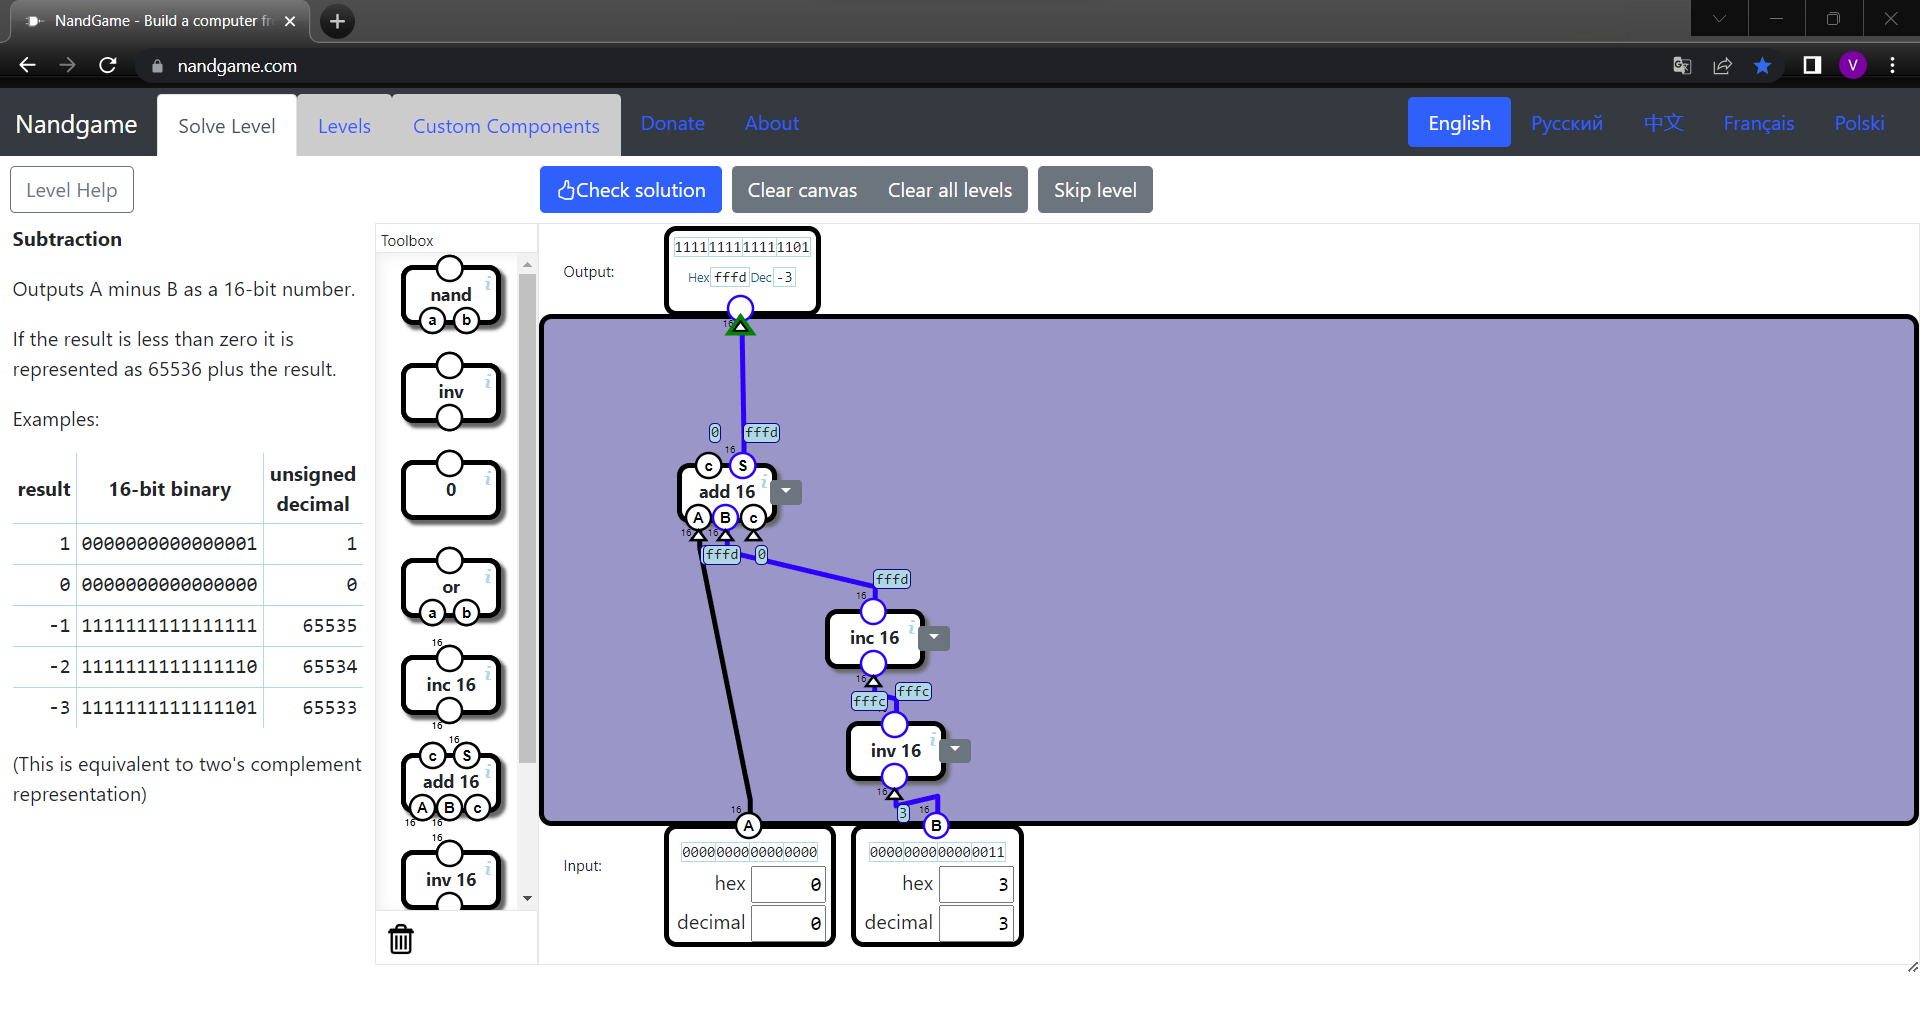 NandGame - Build a computer fr
nandgame.com
V
Nandgame
Solve Level
Levels
Custom Components
Donate
About
English
Русский
中文
Français
Polski
Level Help
Check solution
Clear canvas
Clear all levels
Skip level
Subtraction
Outputs A minus B as a 16-bit number.
If the result is less than zero it is
represented as 65536 plus the result.
Examples:
result 16-bit binary unsigned decimal
1 0000000000000001 1
0 0000000000000000 0
-1 1111111111111111 65535
-2 1111111111111110 65534
-3 1111111111111101 65533
(This is equivalent to two's complement
representation)
Toolbox
nand
i
a b
inv
i
0
i
or
i
a b
16
inc 16
i
16
16
c S
add 16
i
A B c
16 16
16
inv 16
i
Output:
1111111111111101
Hex fffd Dec -3
16
0 fffd
16
c S
add 16
i
A B c
16 16
fffd 0
fffd
16
inc 16
i
16
fffc fffc
inv 16
i
16
3
16 16
A B
Input:
0000000000000000
hex 0
decimal 0
0000000000000011
hex 3
decimal 3